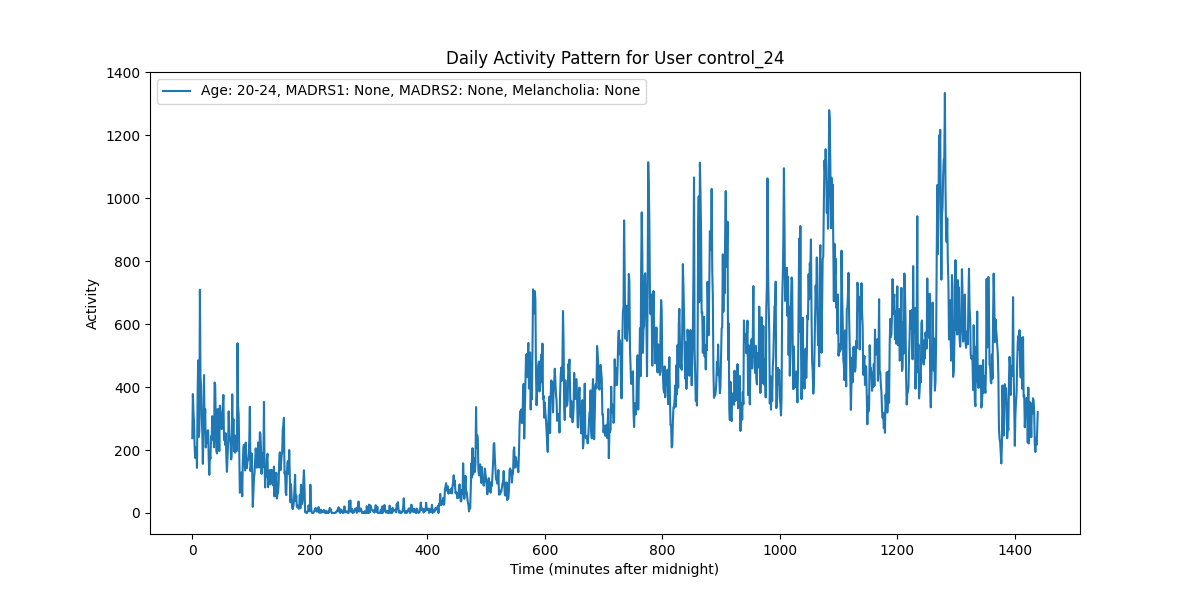 Daily Activity Pattern for User control_24
Age: 20-24, MADRS1: None, MADRS2: None, Melancholia: None
Activity
1400
1200
1000
800
600
400
200
0
0 200 400 600 800 1000 1200 1400
Time (minutes after midnight)